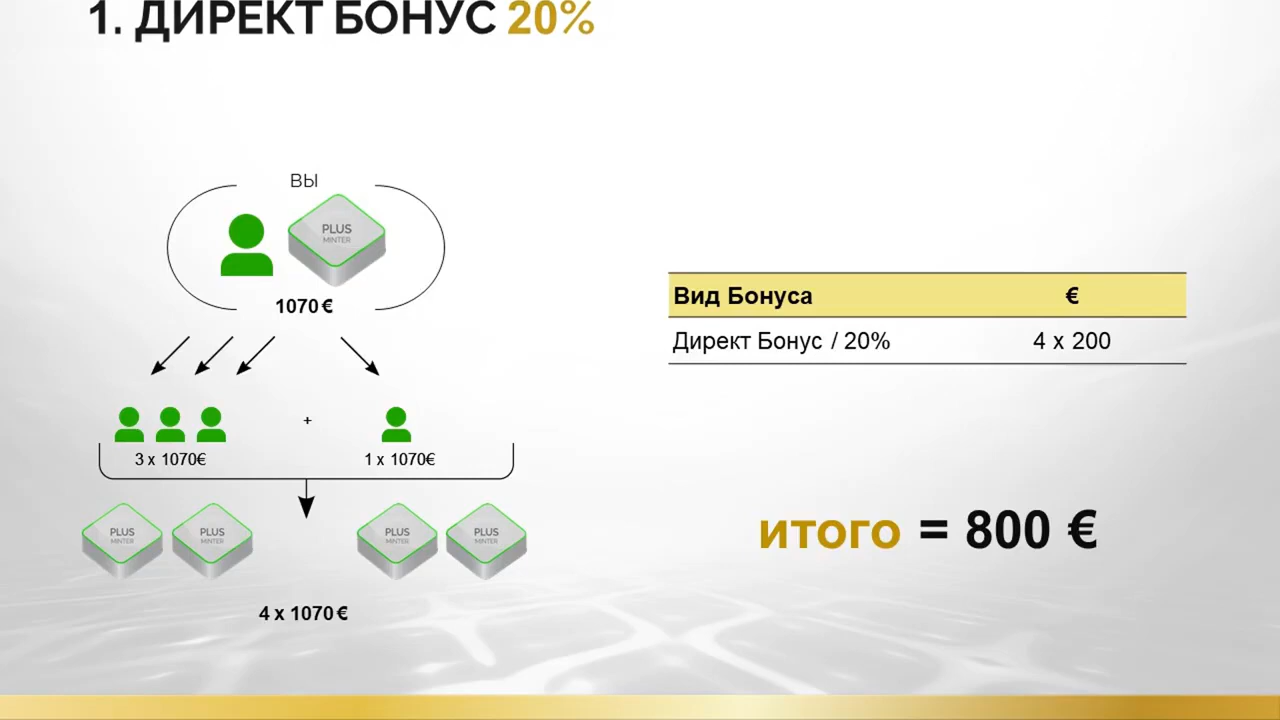 1. ДИРЕКТ БОНУС 20%
ВЫ
PLUS
MINTER
1070 €
3 x 1070€
+
1 x 1070€
PLUS
MINTER
PLUS
MINTER
PLUS
MINTER
PLUS
MINTER
4 x 1070 €
Вид Бонуса €
Директ Бонус / 20% 4 x 200
итого = 800 €